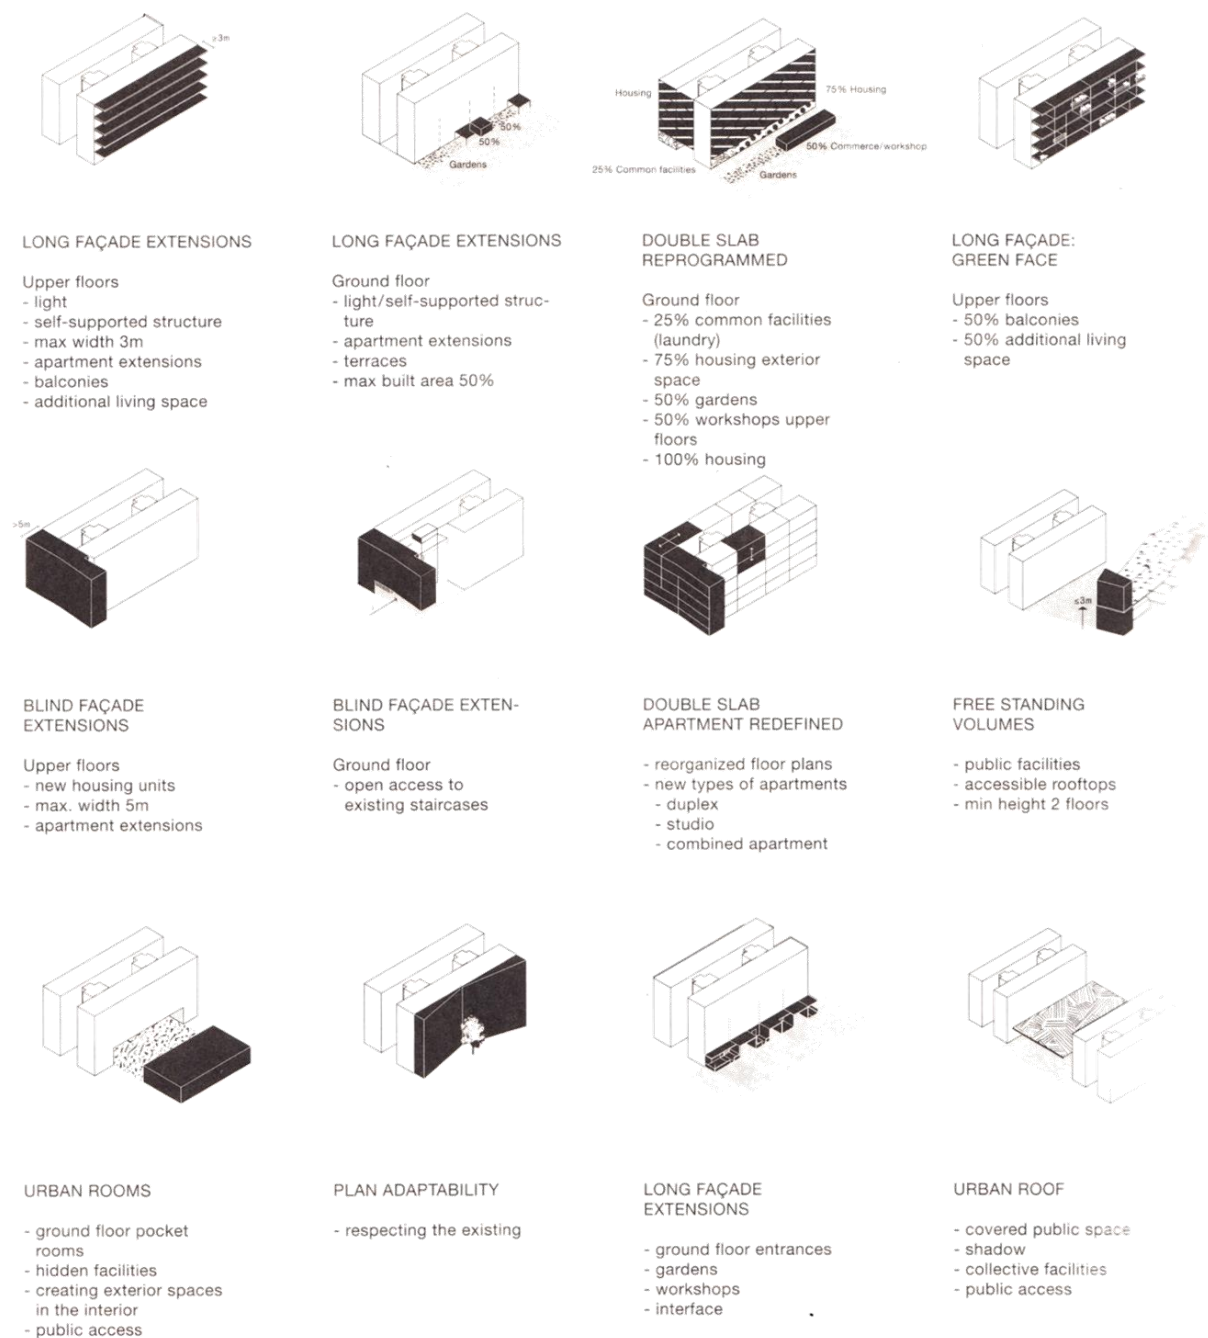 ≥3m
50%
50%
Gardens
Housing
75% Housing
50% Commerce/workshop
25% Common facilities
Gardens
LONG FAÇADE EXTENSIONS
Upper floors
- light
- self-supported structure
- max width 3m
- apartment extensions
- balconies
- additional living space
LONG FAÇADE EXTENSIONS
Ground floor
- light/self-supported struc-
ture
- apartment extensions
- terraces
- max built area 50%
DOUBLE SLAB
REPROGRAMMED
Ground floor
- 25% common facilities
(laundry)
- 75% housing exterior
space
- 50% gardens
- 50% workshops upper
floors
- 100% housing
LONG FAÇADE:
GREEN FACE
Upper floors
- 50% balconies
- 50% additional living
space
>5m
≤3m
BLIND FAÇADE
EXTENSIONS
Upper floors
- new housing units
- max. width 5m
- apartment extensions
BLIND FAÇADE EXTEN-
SIONS
Ground floor
- open access to
existing staircases
DOUBLE SLAB
APARTMENT REDEFINED
- reorganized floor plans
- new types of apartments
- duplex
- studio
- combined apartment
FREE STANDING
VOLUMES
- public facilities
- accessible rooftops
- min height 2 floors
URBAN ROOMS
- ground floor pocket
rooms
- hidden facilities
- creating exterior spaces
in the interior
- public access
PLAN ADAPTABILITY
- respecting the existing
LONG FAÇADE
EXTENSIONS
- ground floor entrances
- gardens
- workshops
- interface
URBAN ROOF
- covered public space
- shadow
- collective facilities
- public access